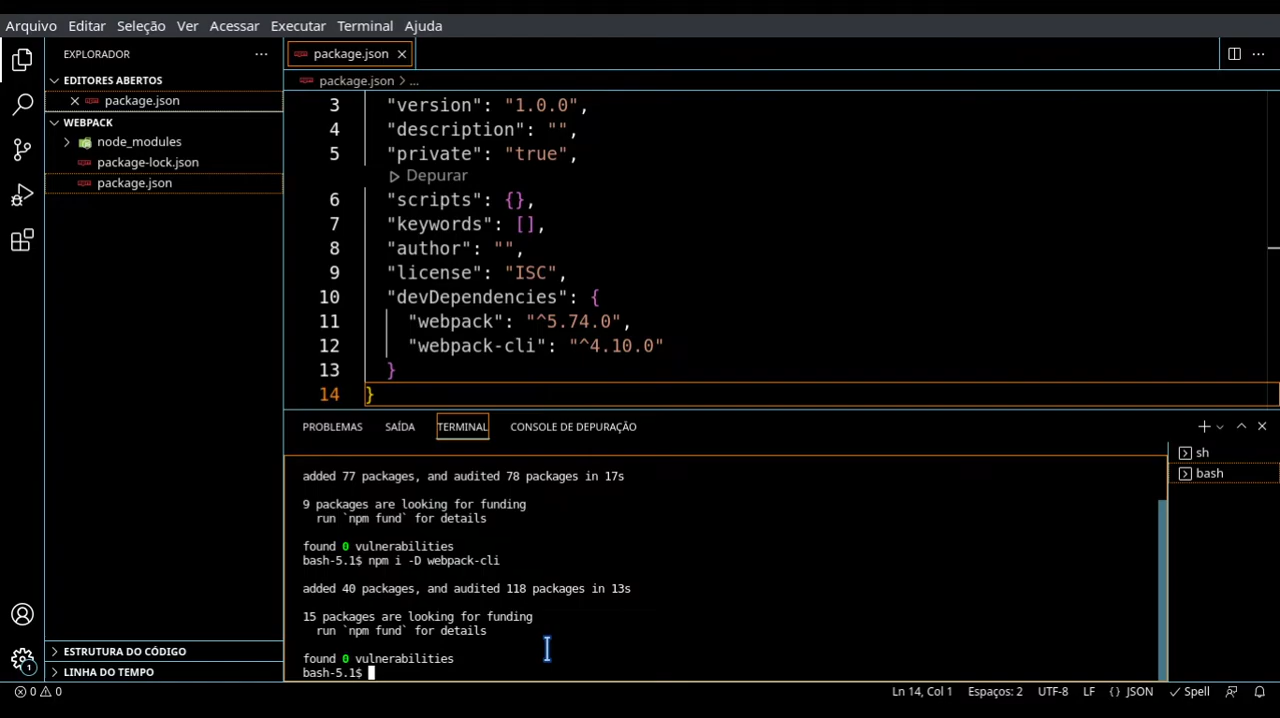 Arquivo Editar Seleção Ver Acessar Executar Terminal Ajuda
EXPLORADOR
EDITORES ABERTOS
package.json
WEBPACK
node_modules
package-lock.json
package.json
ESTRUTURA DO CÓDIGO
LINHA DO TEMPO
package.json
package.json > ...
3 "version": "1.0.0",
4 "description": "",
5 "private": "true",
Depurar
6 "scripts": {},
7 "keywords": [],
8 "author": "",
9 "license": "ISC",
10 "devDependencies": {
11 "webpack": "^5.74.0",
12 "webpack-cli": "^4.10.0"
13 }
14 }
PROBLEMAS SAÍDA TERMINAL CONSOLE DE DEPURAÇÃO
added 77 packages, and audited 78 packages in 17s
9 packages are looking for funding
run `npm fund` for details
found 0 vulnerabilities
bash-5.1$ npm i -D webpack-cli
added 40 packages, and audited 118 packages in 13s
15 packages are looking for funding
run `npm fund` for details
found 0 vulnerabilities
bash-5.1$
sh
bash
1
0 0 Ln 14, Col 1 Espaços: 2 UTF-8 LF {} JSON Spell